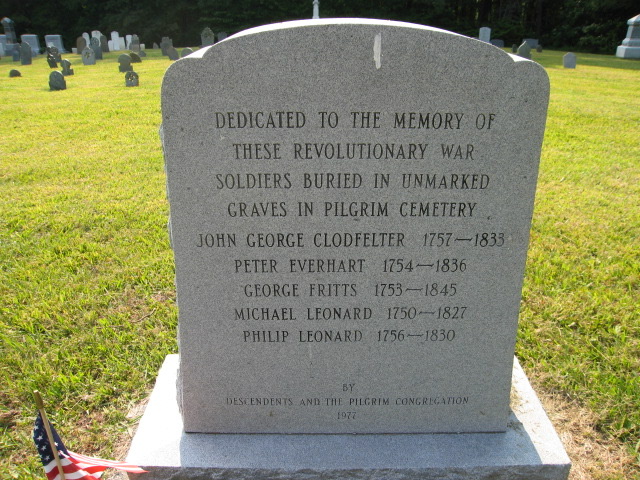 DEDICATED TO THE MEMORY OF
THESE REVOLUTIONARY WAR
SOLDIERS BURIED IN UNMARKED
GRAVES IN PILGRIM CEMETERY
JOHN GEORGE CLODFELTER 1757—1833
PETER EVERHART 1754—1836
GEORGE FRITTS 1753—1845
MICHAEL LEONARD 1750—1827
PHILIP LEONARD 1756—1830
BY
DESCENDENTS AND THE PILGRIM CONGREGATION
1977